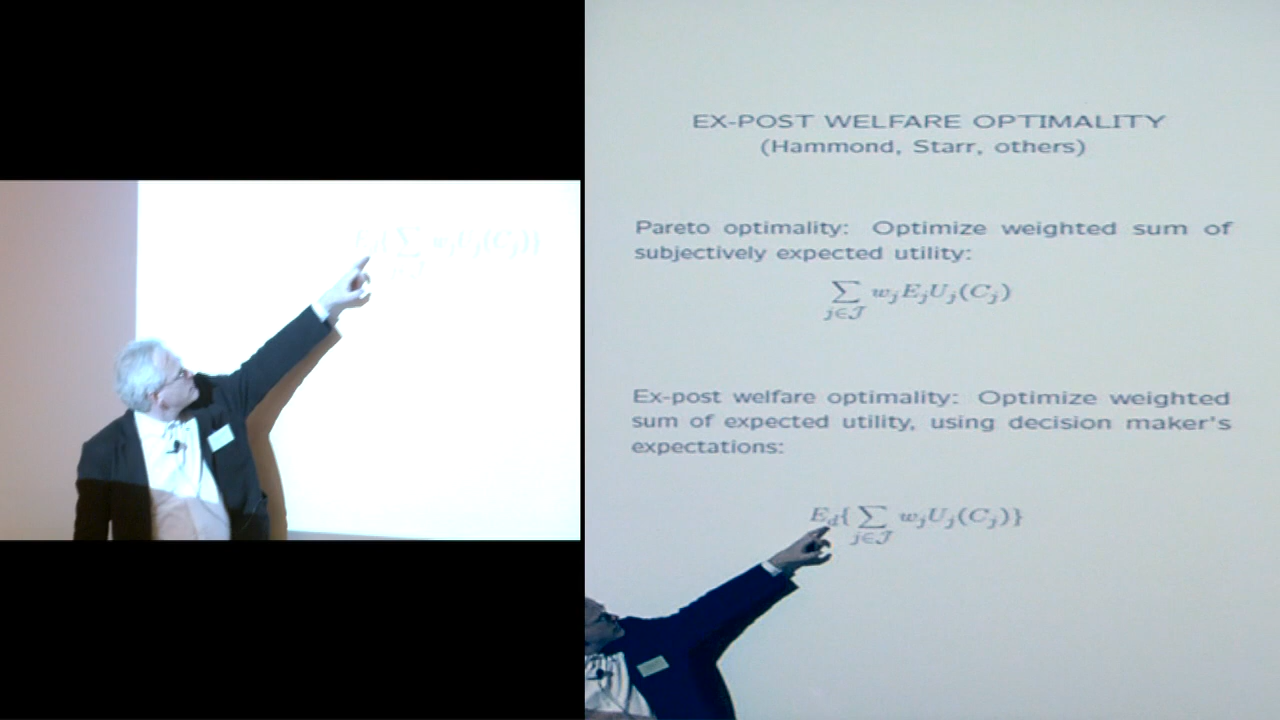 EX-POST WELFARE OPTIMALITY
(Hammond, Starr, others)
Pareto optimality: Optimize weighted sum of
subjectively expected utility:
∑_{j∈𝒥} w_j E_j U_j(C_j)
Ex-post welfare optimality: Optimize weighted
sum of expected utility, using decision maker's
expectations:
E_d{∑_{j∈𝒥} w_j U_j(C_j)}